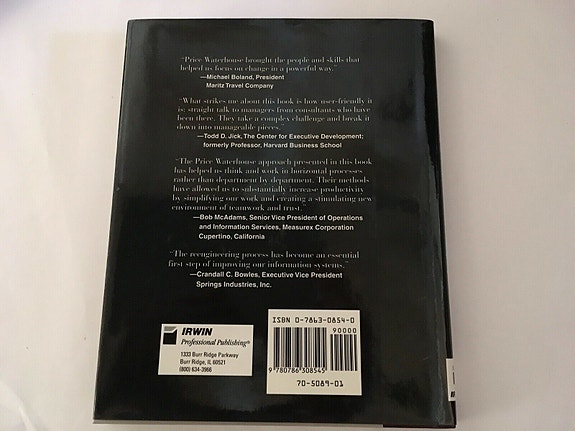 "Price Waterhouse brought the people and skills that
helped us focus on change in a powerful way."
—Michael Boland, President
Maritz Travel Company
"What strikes me about this book is how user-friendly it
is: straight talk to managers from consultants who have
been there. They take a complex challenge and break it
down into manageable pieces."
—Todd D. Jick, The Center for Executive Development;
formerly Professor, Harvard Business School
"The Price Waterhouse approach presented in this book
has helped us think and work in horizontal processes
rather than department by department. Their methods
have allowed us to substantially increase productivity
by simplifying our work and creating a stimulating new
environment of teamwork and trust."
—Bob McAdams, Senior Vice President of Operations
and Information Services, Measurex Corporation
Cupertino, California
"The reengineering process has become an essential
first step of improving our information systems."
—Crandall C. Bowles, Executive Vice President
Springs Industries, Inc.
IRWIN
Professional Publishing®
1333 Burr Ridge Parkway
Burr Ridge, IL 60521
(800) 634-3966
ISBN 0-7863-0854-0
90000
9 780786 308545
70-5089-01